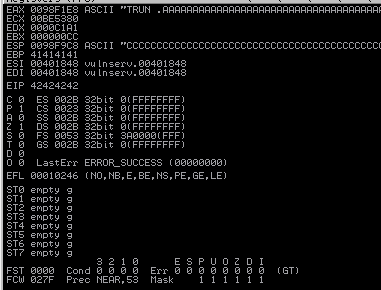 EAX 0098F1E8 ASCII "TRUN .AAAAAAAAAAAAAAAAAAAAAAAAAAAAAAAA
ECX 00BE5380
EDX 0000C1A1
EBX 000000CC
ESP 0098F9C8 ASCII "CCCCCCCCCCCCCCCCCCCCCCCCCCCCCCCCCCCCCC
EBP 41414141
ESI 00401848 vulnserv.00401848
EDI 00401848 vulnserv.00401848
EIP 42424242
C 0 ES 002B 32bit 0(FFFFFFFF)
P 1 CS 0023 32bit 0(FFFFFFFF)
A 0 SS 002B 32bit 0(FFFFFFFF)
Z 1 DS 002B 32bit 0(FFFFFFFF)
S 0 FS 0053 32bit 3A0000(FFF)
T 0 GS 002B 32bit 0(FFFFFFFF)
D 0
O 0 LastErr ERROR_SUCCESS (00000000)
EFL 00010246 (NO,NB,E,BE,NS,PE,GE,LE)
ST0 empty g
ST1 empty g
ST2 empty g
ST3 empty g
ST4 empty g
ST5 empty g
ST6 empty g
ST7 empty g
3 2 1 0 E S P U O Z D I
FST 0000 Cond 0 0 0 0 Err 0 0 0 0 0 0 0 0 (GT)
FCW 027F Prec NEAR,53 Mask 1 1 1 1 1 1